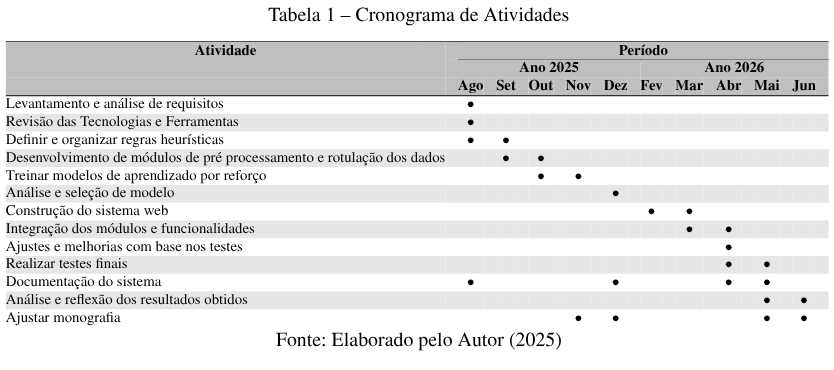 Tabela 1 – Cronograma de Atividades
Atividade Período
Ano 2025 Ano 2026
Ago Set Out Nov Dez Fev Mar Abr Mai Jun
Levantamento e análise de requisitos •
Revisão das Tecnologias e Ferramentas •
Definir e organizar regras heurísticas • •
Desenvolvimento de módulos de pré processamento e rotulação dos dados • •
Treinar modelos de aprendizado por reforço • •
Análise e seleção de modelo •
Construção do sistema web • •
Integração dos módulos e funcionalidades • •
Ajustes e melhorias com base nos testes •
Realizar testes finais • •
Documentação do sistema • • • •
Análise e reflexão dos resultados obtidos • •
Ajustar monografia • • • •
Fonte: Elaborado pelo Autor (2025)